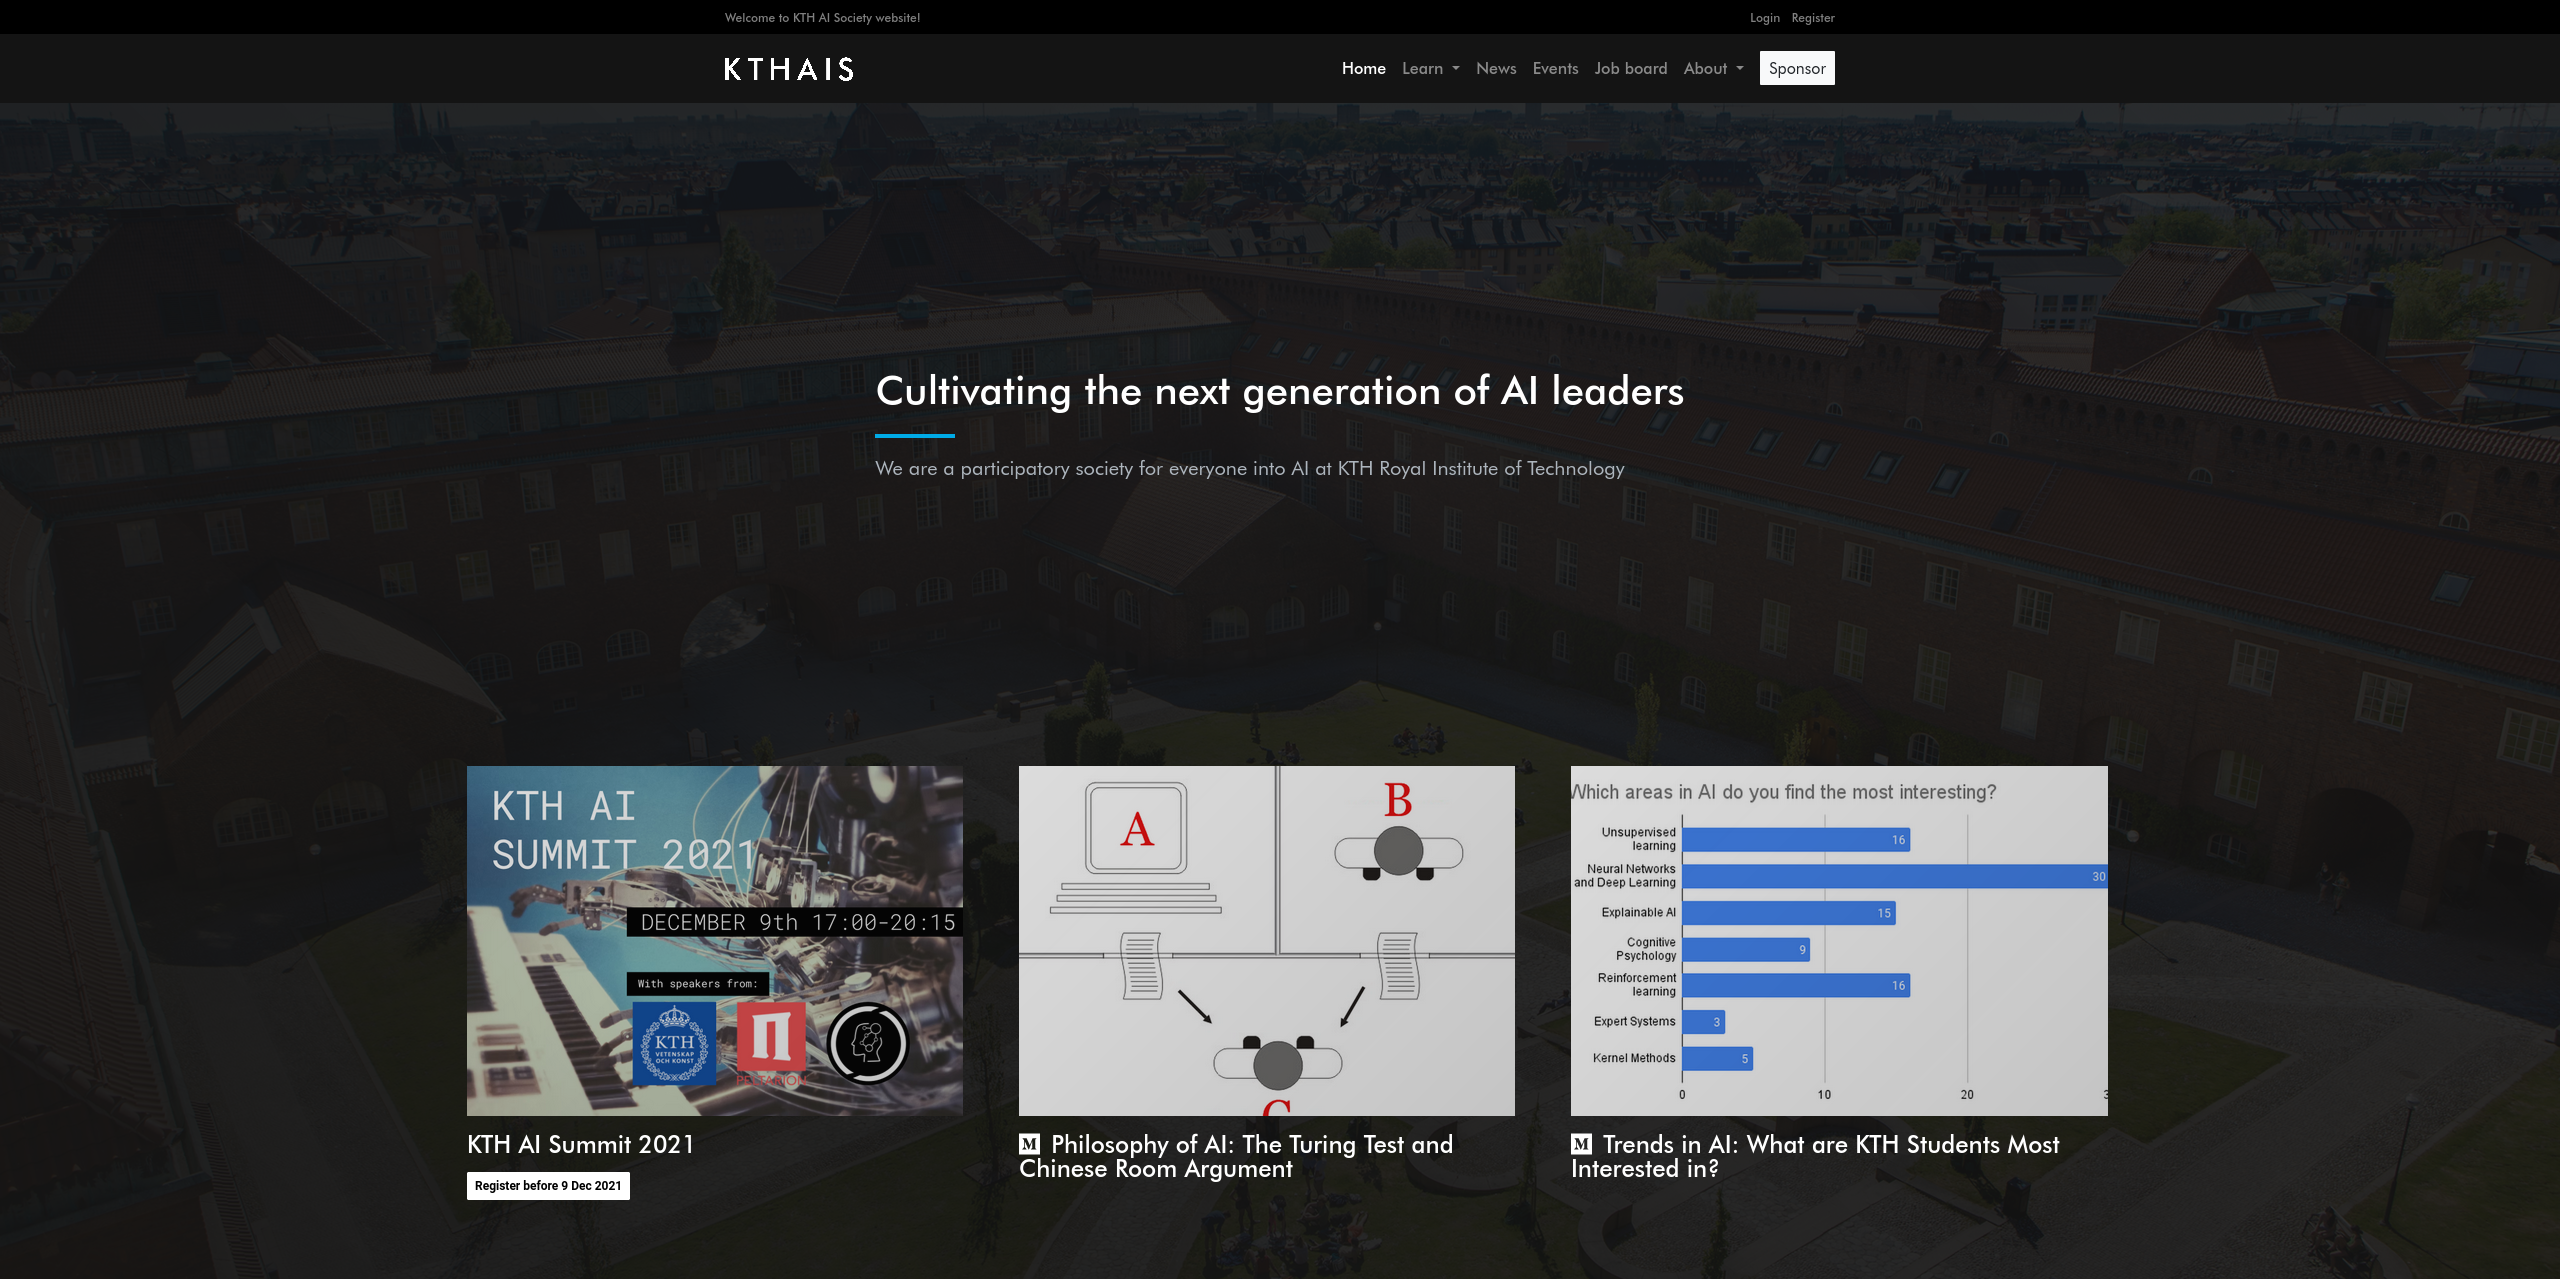 Welcome to KTH AI Society website!
Login Register
KTHAIS
Home Learn News Events Job board About Sponsor
Cultivating the next generation of AI leaders
We are a participatory society for everyone into AI at KTH Royal Institute of Technology
KTH AI
SUMMIT 2021
DECEMBER 9th 17:00-20:15
With speakers from:
KTH
VETENSKAP
OCH KONST
PELTARION
KTH AI Summit 2021
Register before 9 Dec 2021
A
B
C
M Philosophy of AI: The Turing Test and
Chinese Room Argument
Which areas in AI do you find the most interesting?
Unsupervised
learning
16
Neural Networks
and Deep Learning
30
Explainable AI
15
Cognitive
Psychology
9
Reinforcement
learning
16
Expert Systems
3
Kernel Methods
5
0 10 20 3
M Trends in AI: What are KTH Students Most
Interested in?